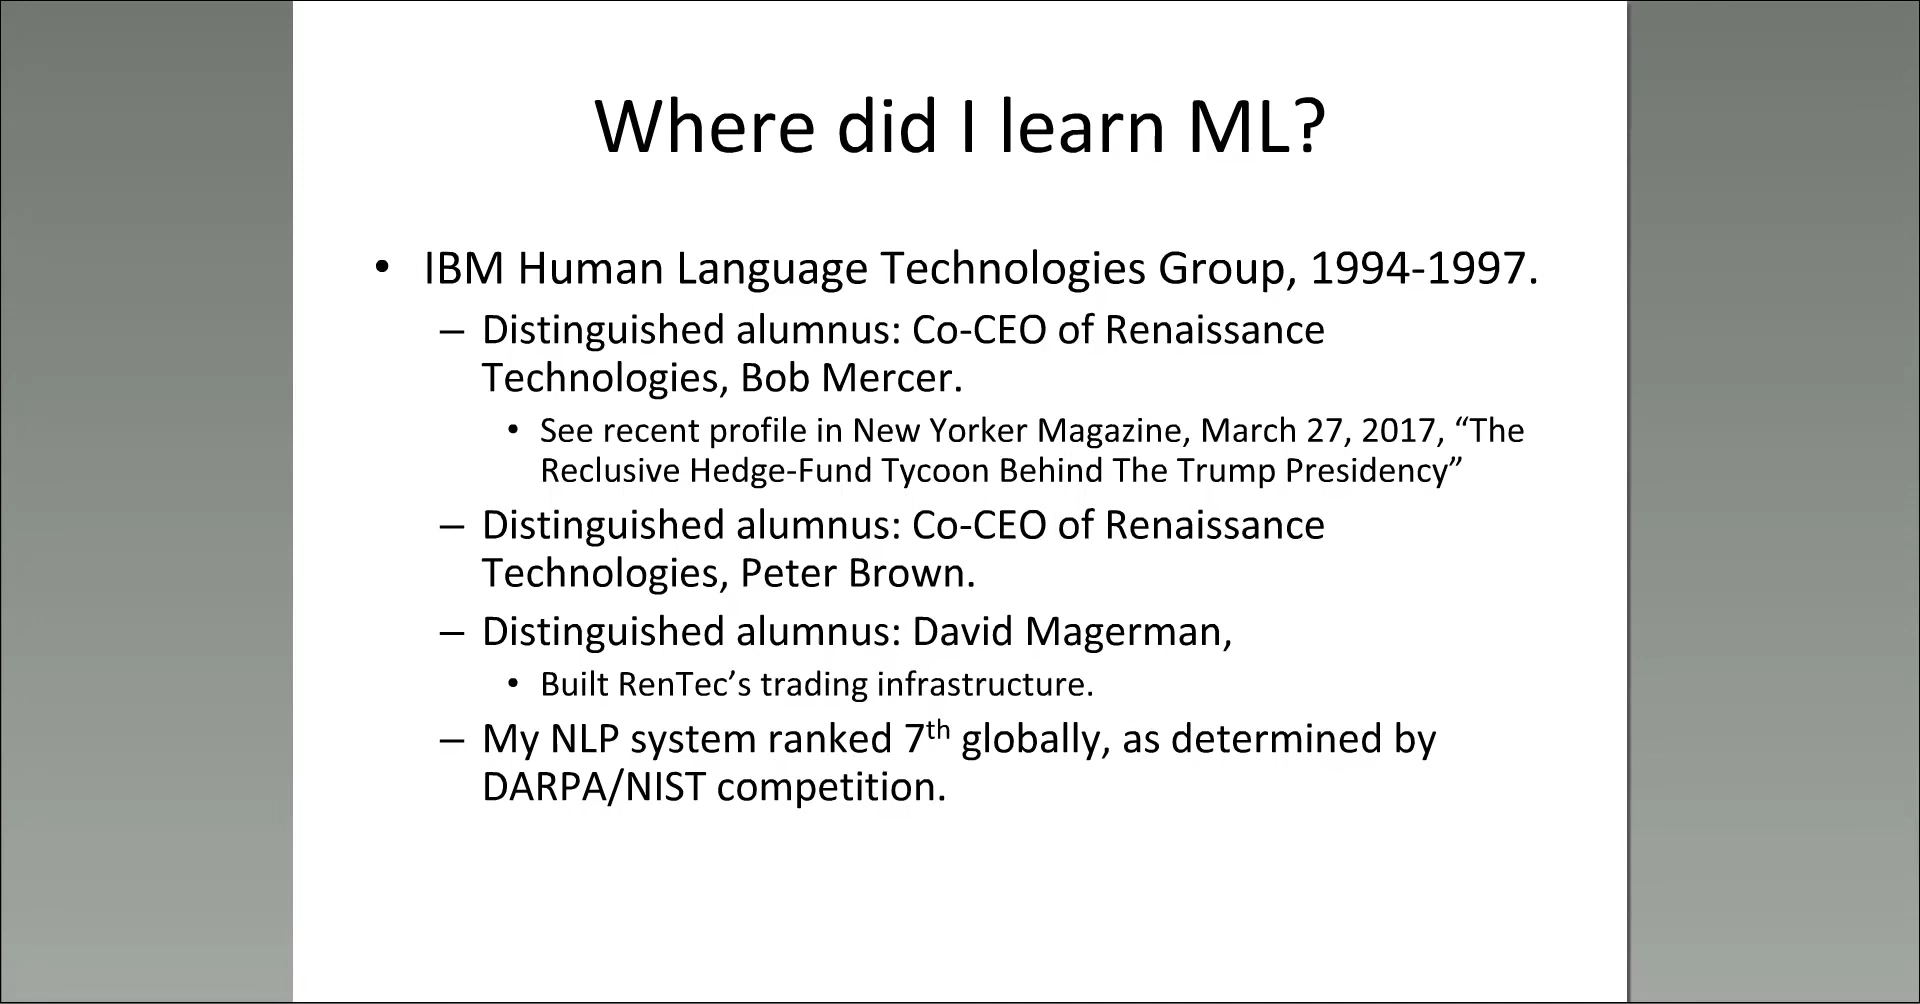 Where did I learn ML?
• IBM Human Language Technologies Group, 1994-1997.
– Distinguished alumnus: Co-CEO of Renaissance
Technologies, Bob Mercer.
• See recent profile in New Yorker Magazine, March 27, 2017, “The
Reclusive Hedge-Fund Tycoon Behind The Trump Presidency”
– Distinguished alumnus: Co-CEO of Renaissance
Technologies, Peter Brown.
– Distinguished alumnus: David Magerman,
• Built RenTec’s trading infrastructure.
– My NLP system ranked 7th globally, as determined by
DARPA/NIST competition.